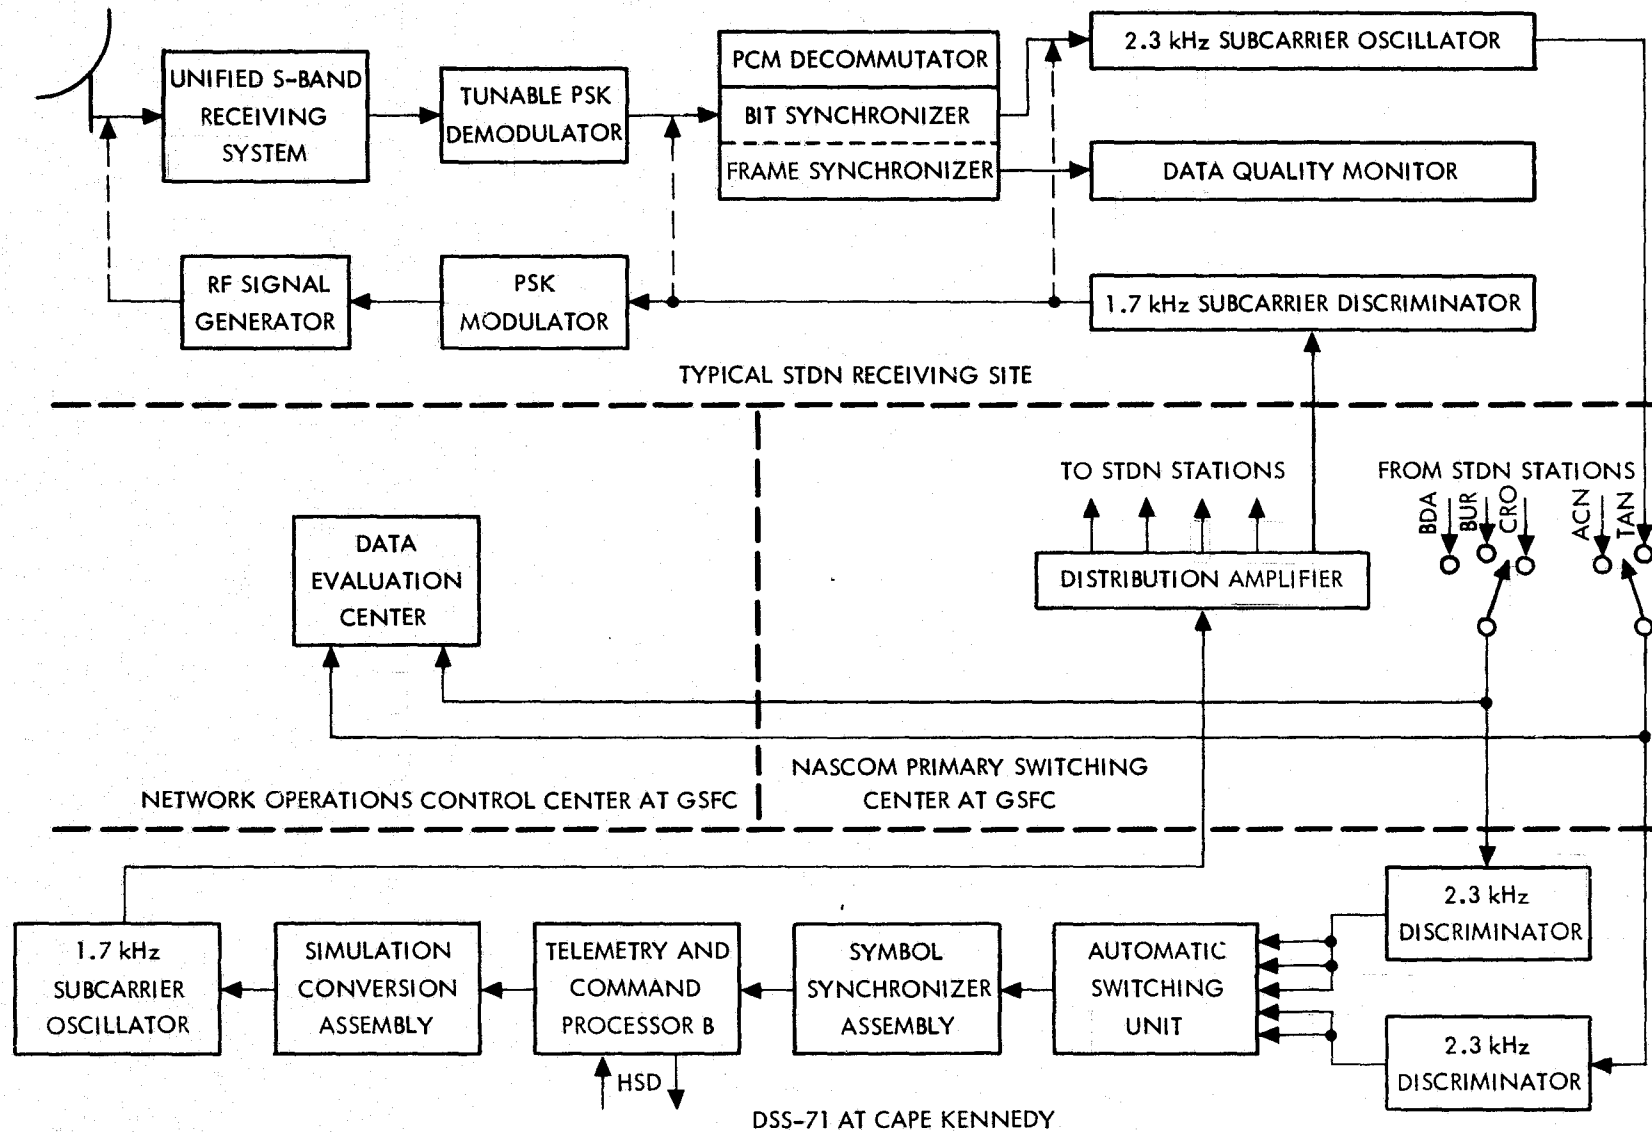 UNIFIED S-BAND
RECEIVING
SYSTEM
TUNABLE PSK
DEMODULATOR
PCM DECOMMUTATOR
BIT SYNCHRONIZER
FRAME SYNCHRONIZER
2.3 kHz SUBCARRIER OSCILLATOR
DATA QUALITY MONITOR
RF SIGNAL
GENERATOR
PSK
MODULATOR
1.7 kHz SUBCARRIER DISCRIMINATOR
TYPICAL STDN RECEIVING SITE
TO STDN STATIONS
FROM STDN STATIONS
BDA
BUR
CRO
ACN
TAN
DATA
EVALUATION
CENTER
DISTRIBUTION AMPLIFIER
NETWORK OPERATIONS CONTROL CENTER AT GSFC
NASCOM PRIMARY SWITCHING
CENTER AT GSFC
1.7 kHz
SUBCARRIER
OSCILLATOR
SIMULATION
CONVERSION
ASSEMBLY
TELEMETRY AND
COMMAND
PROCESSOR B
SYMBOL
SYNCHRONIZER
ASSEMBLY
AUTOMATIC
SWITCHING
UNIT
2.3 kHz
DISCRIMINATOR
2.3 kHz
DISCRIMINATOR
HSD
DSS-71 AT CAPE KENNEDY